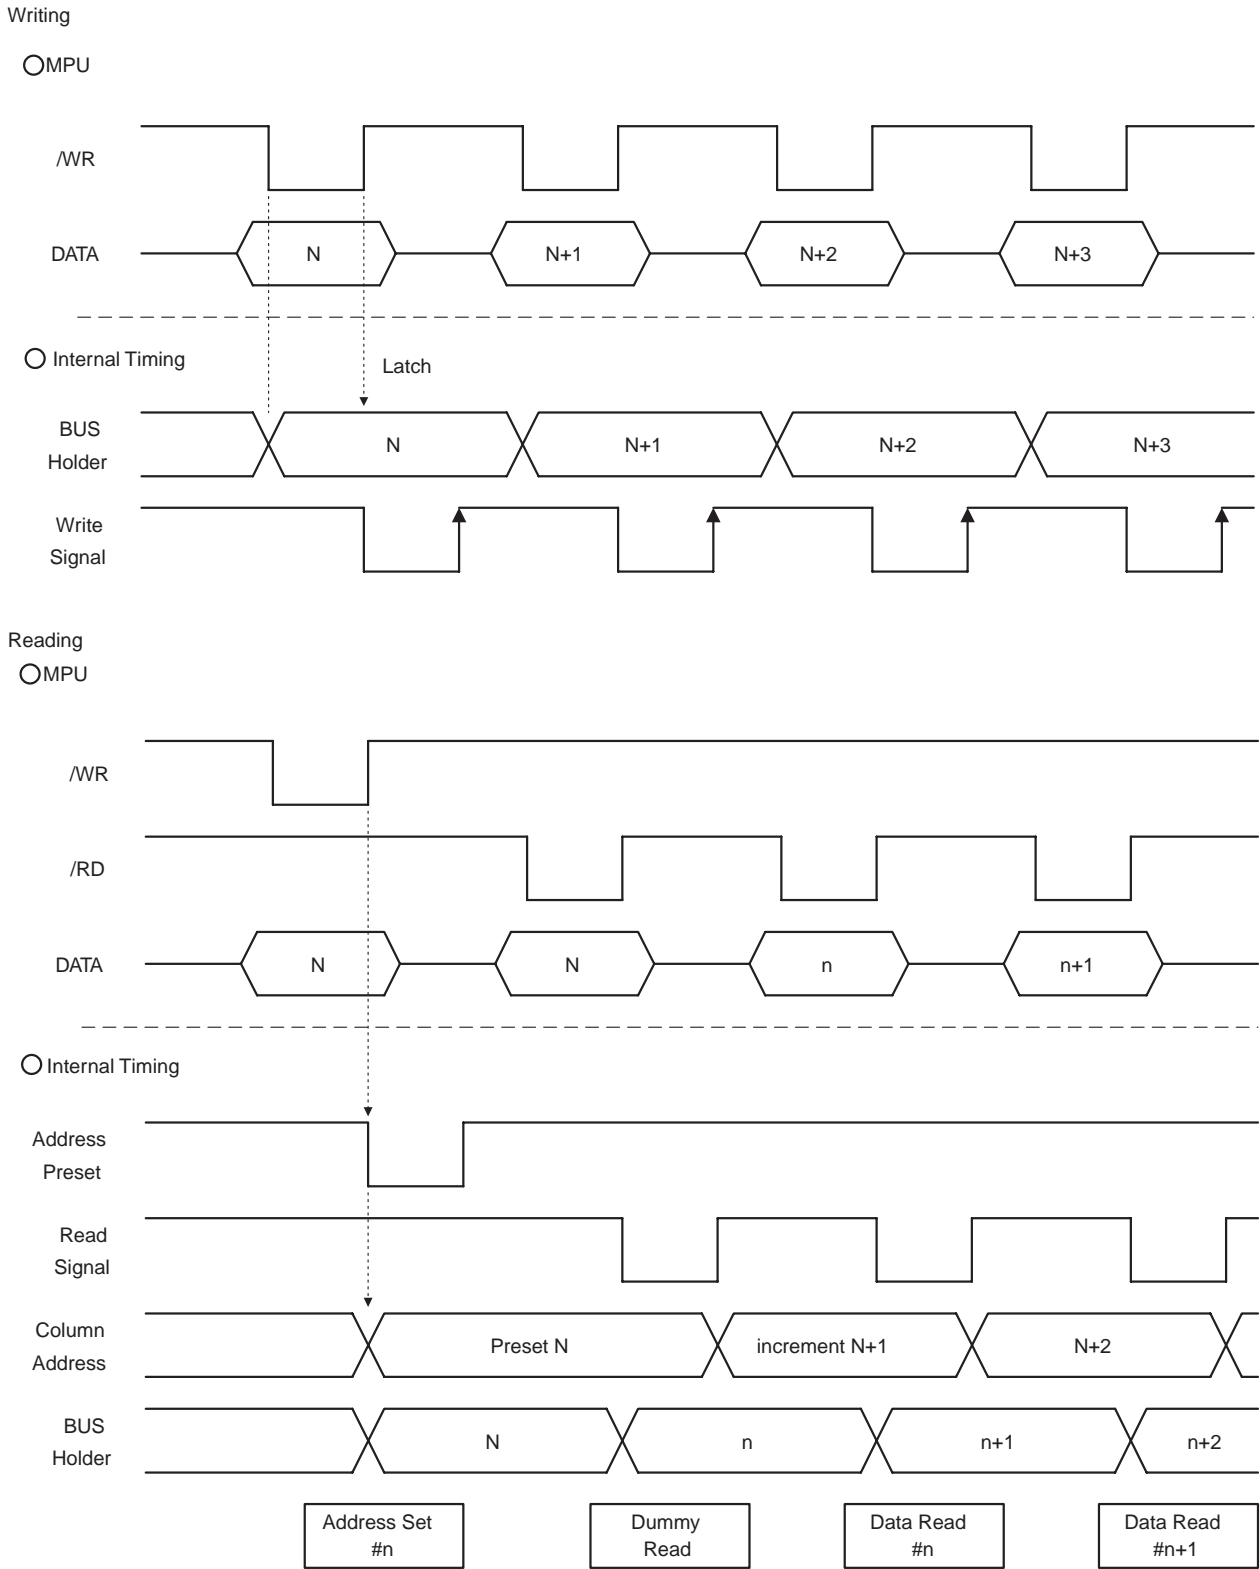 Writing
MPU
/WR
DATA N N+1 N+2 N+3
Internal Timing
Latch
BUS
Holder
N N+1 N+2 N+3
Write
Signal
Reading
MPU
/WR
/RD
DATA N N n n+1
Internal Timing
Address
Preset
Read
Signal
Column
Address
Preset N increment N+1 N+2
BUS
Holder
N n n+1 n+2
Address Set
#n
Dummy
Read
Data Read
#n
Data Read
#n+1